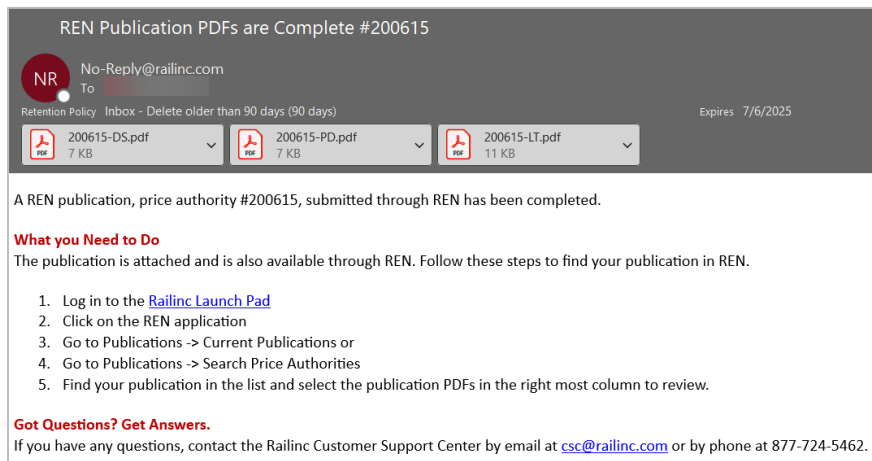 REN Publication PDFs are Complete #200615
NR
No-Reply@railinc.com
To
Retention Policy Inbox - Delete older than 90 days (90 days) Expires 7/6/2025
PDF 200615-DS.pdf 7 KB
PDF 200615-PD.pdf 7 KB
PDF 200615-LT.pdf 11 KB
A REN publication, price authority #200615, submitted through REN has been completed.
What you Need to Do
The publication is attached and is also available through REN. Follow these steps to find your publication in REN.
1. Log in to the Railinc Launch Pad
2. Click on the REN application
3. Go to Publications -> Current Publications or
4. Go to Publications -> Search Price Authorities
5. Find your publication in the list and select the publication PDFs in the right most column to review.
Got Questions? Get Answers.
If you have any questions, contact the Railinc Customer Support Center by email at csc@railinc.com or by phone at 877-724-5462.